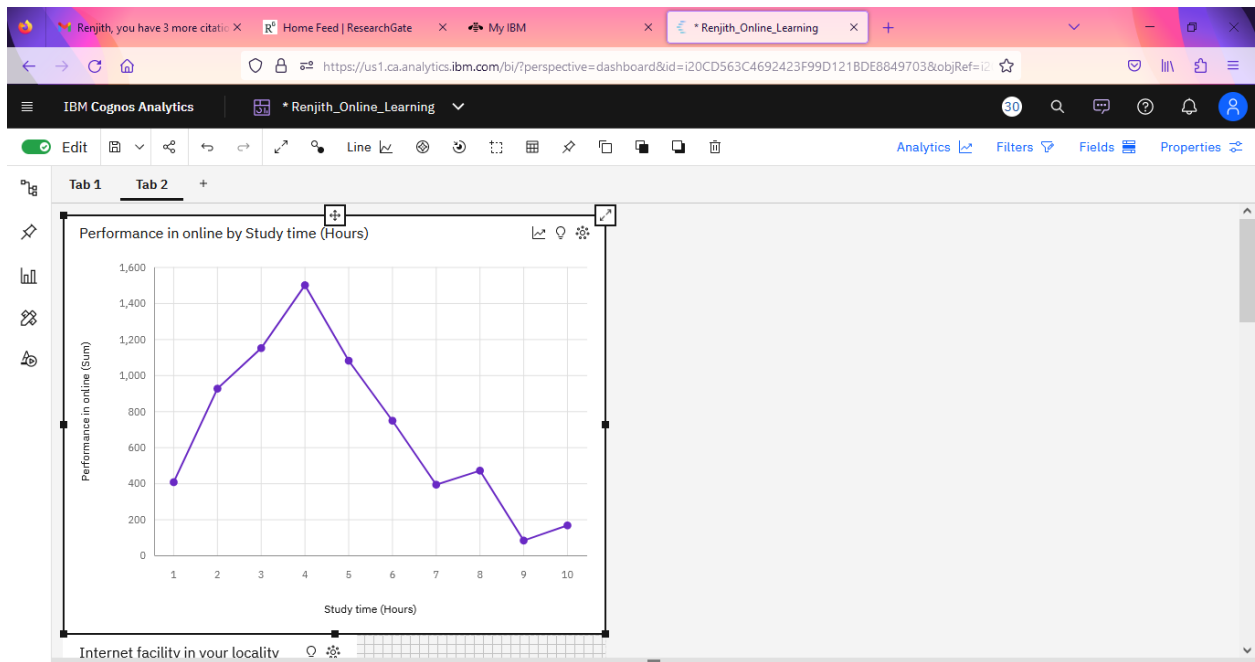 Renjith, you have 3 more citatic
R⁶ Home Feed | ResearchGate
My IBM
* Renjith_Online_Learning
https://us1.ca.analytics.ibm.com/bi/?perspective=dashboard&id=i20CD563C4692423F99D121BDE8849703&objRef=i2
IBM Cognos Analytics
* Renjith_Online_Learning
30
Edit
Line
Analytics
Filters
Fields
Properties
Tab 1
Tab 2
Performance in online by Study time (Hours)
Performance in online (Sum)
1,600
1,400
1,200
1,000
800
600
400
200
0
1 2 3 4 5 6 7 8 9 10
Study time (Hours)
Internet facility in your locality